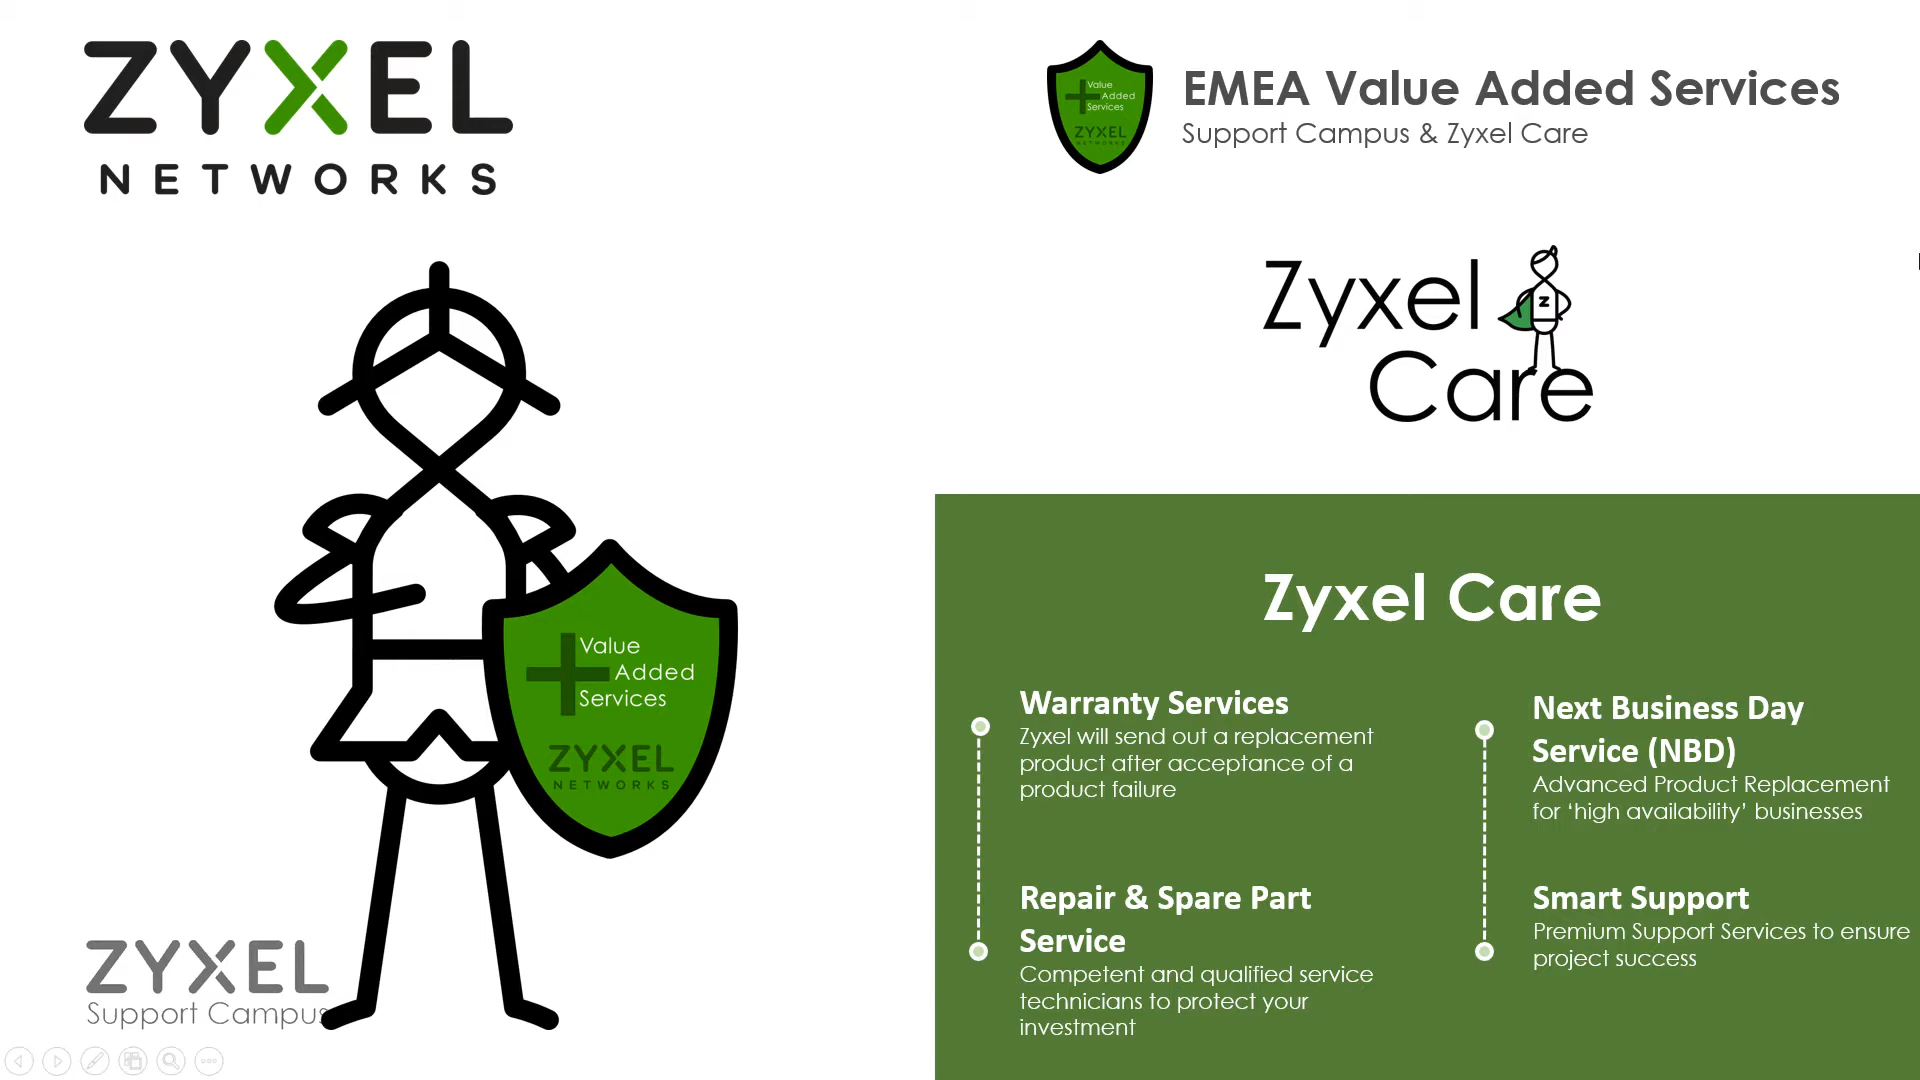 ZYXEL
NETWORKS
Value
Added
Services
ZYXEL
NETWORKS
EMEA Value Added Services
Support Campus & Zyxel Care
Zyxel
Z
Care
Value
Added
Services
ZYXEL
NETWORKS
ZYXEL
Support Campus
Zyxel Care
Warranty Services
Zyxel will send out a replacement
product after acceptance of a
product failure
Repair & Spare Part
Service
Competent and qualified service
technicians to protect your
investment
Next Business Day
Service (NBD)
Advanced Product Replacement
for ‘high availability’ businesses
Smart Support
Premium Support Services to ensure
project success